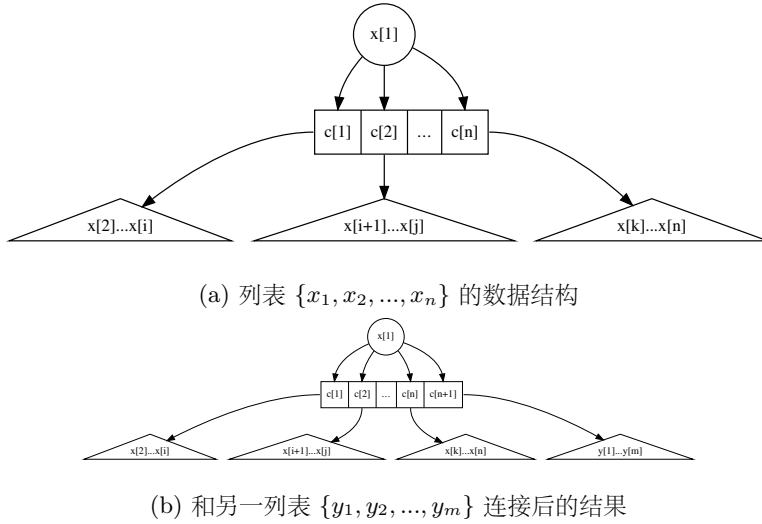 x[1]
c[1] c[2] ... c[n]
x[2]...x[i] x[i+1]...x[j] x[k]...x[n]
(a) 列表 {x₁, x₂, ..., xₙ} 的数据结构
x[1]
c[1] c[2] ... c[n] c[n+1]
x[2]...x[i] x[i+1]...x[j] x[k]...x[n] y[1]...y[m]
(b) 和另一列表 {y₁, y₂, ..., yₘ} 连接后的结果